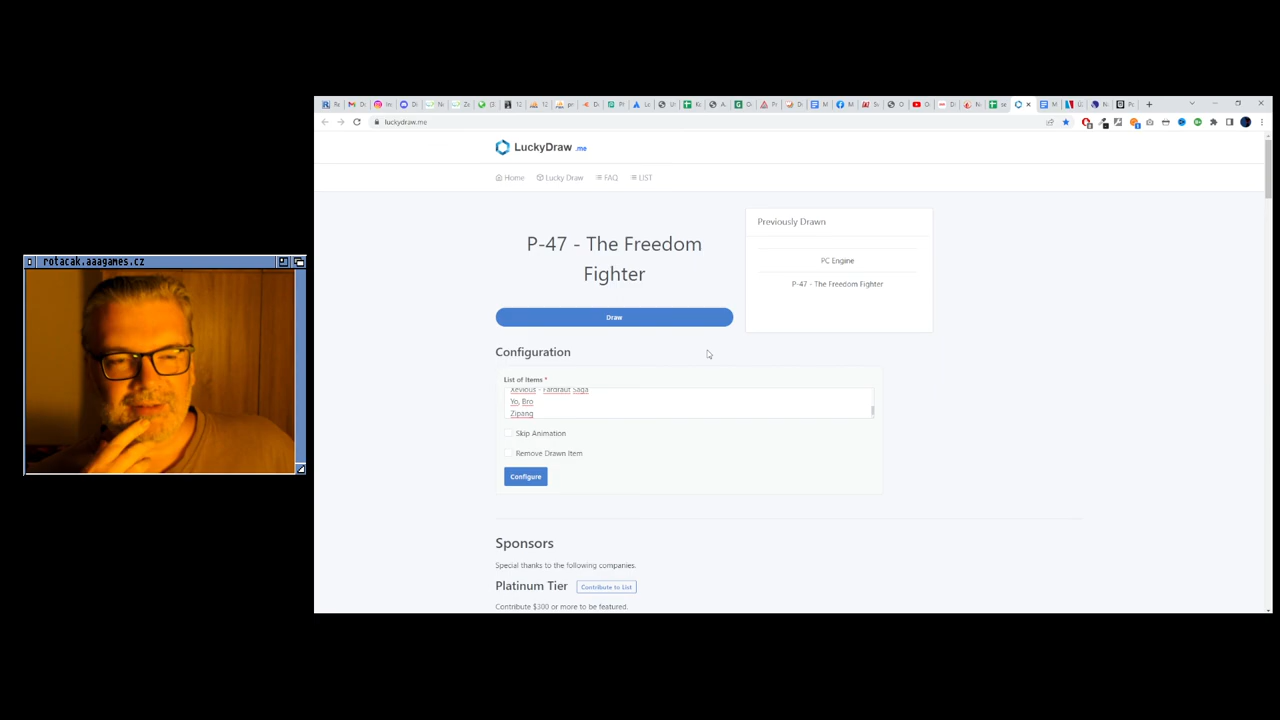 rotacak.aaagames.cz
luckydraw.me
LuckyDraw .me
Home Lucky Draw FAQ LIST
P-47 - The Freedom
Fighter
Draw
Previously Drawn
PC Engine
P-47 - The Freedom Fighter
Configuration
List of Items *
Xevious - Fardraut Saga
Yo, Bro
Zipang
Skip Animation
Remove Drawn Item
Configure
Sponsors
Special thanks to the following companies.
Platinum Tier Contribute to List
Contribute $300 or more to be featured.